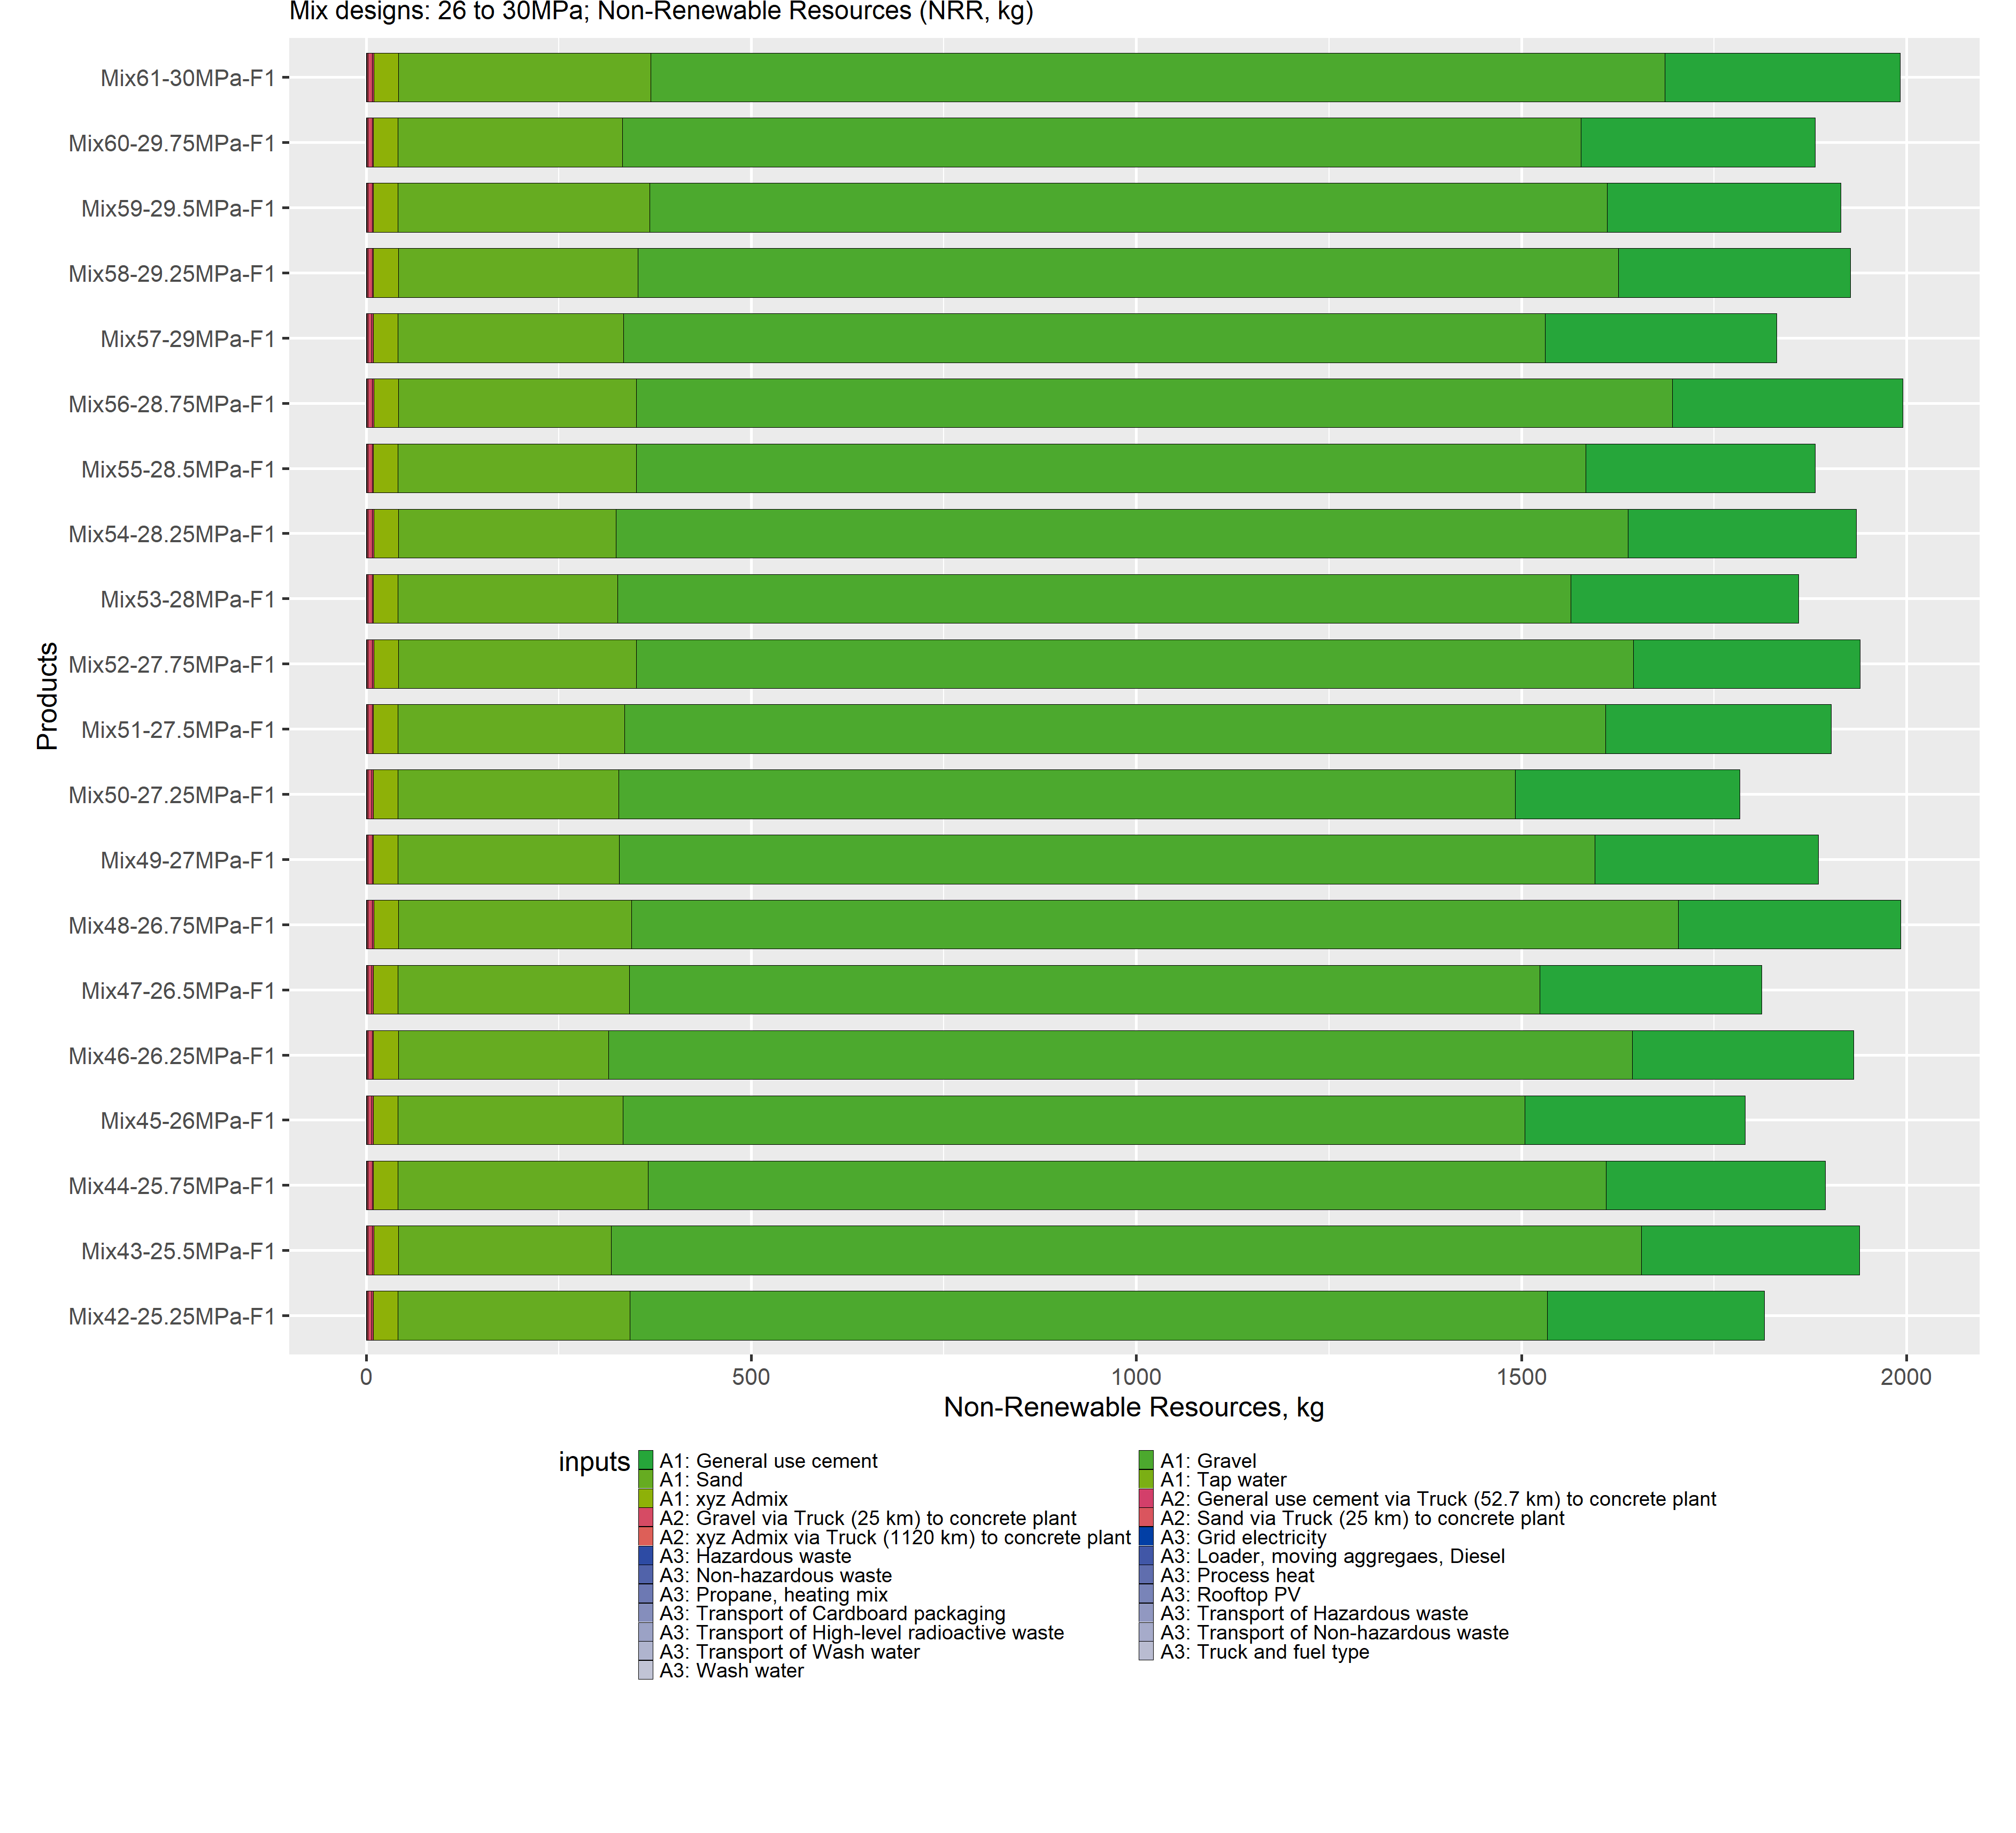 Mix designs: 26 to 30MPa; Non-Renewable Resources (NRR, kg)
Mix61-30MPa-F1
Mix60-29.75MPa-F1
Mix59-29.5MPa-F1
Mix58-29.25MPa-F1
Mix57-29MPa-F1
Mix56-28.75MPa-F1
Mix55-28.5MPa-F1
Mix54-28.25MPa-F1
Mix53-28MPa-F1
Mix52-27.75MPa-F1
Mix51-27.5MPa-F1
Mix50-27.25MPa-F1
Mix49-27MPa-F1
Mix48-26.75MPa-F1
Mix47-26.5MPa-F1
Mix46-26.25MPa-F1
Mix45-26MPa-F1
Mix44-25.75MPa-F1
Mix43-25.5MPa-F1
Mix42-25.25MPa-F1
Products
0 500 1000 1500 2000
Non-Renewable Resources, kg
inputs
A1: General use cement A1: Gravel
A1: Sand A1: Tap water
A1: xyz Admix A2: General use cement via Truck (52.7 km) to concrete plant
A2: Gravel via Truck (25 km) to concrete plant A2: Sand via Truck (25 km) to concrete plant
A2: xyz Admix via Truck (1120 km) to concrete plant A3: Grid electricity
A3: Hazardous waste A3: Loader, moving aggregaes, Diesel
A3: Non-hazardous waste A3: Process heat
A3: Propane, heating mix A3: Rooftop PV
A3: Transport of Cardboard packaging A3: Transport of Hazardous waste
A3: Transport of High-level radioactive waste A3: Transport of Non-hazardous waste
A3: Transport of Wash water A3: Truck and fuel type
A3: Wash water